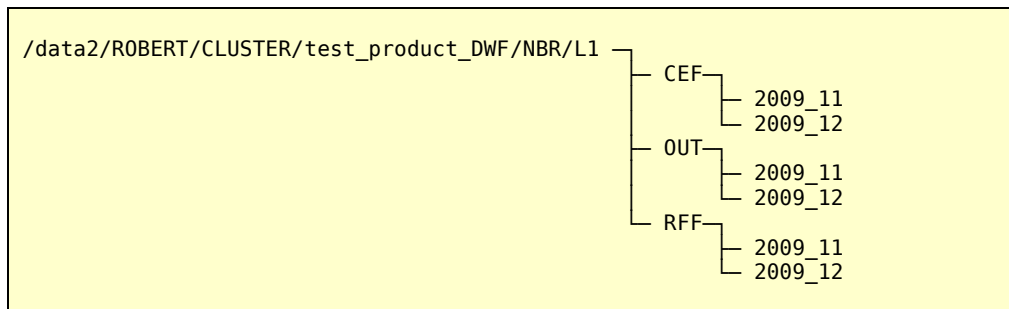 /data2/ROBERT/CLUSTER/test_product_DWF/NBR/L1
CEF
2009_11
2009_12
OUT
2009_11
2009_12
RFF
2009_11
2009_12